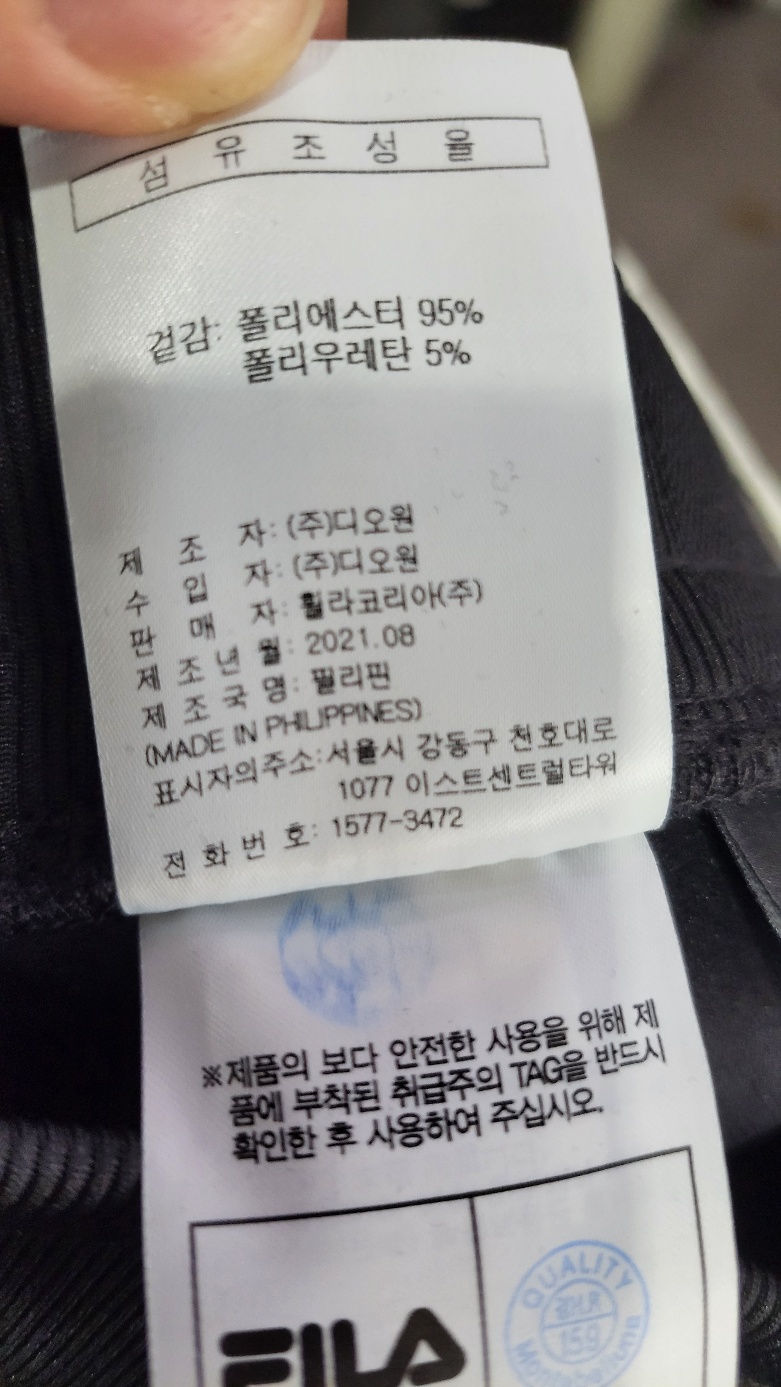 섬 유 조 성 율
겉감: 폴리에스터 95%
폴리우레탄 5%
제 조 자: (주)디오원
수 입 자: (주)디오원
판 매 자: 휠라코리아(주)
제 조 년 월: 2021.08
제 조 국 명: 필리핀
(MADE IN PHILIPPINES)
표시자의주소:서울시 강동구 천호대로
1077 이스트센트럴타워
전 화 번 호: 1577-3472
※제품의 보다 안전한 사용을 위해 제
품에 부착된 취급주의 TAG을 반드시
확인한 후 사용하여 주십시오.
FILA
QUALITY
159